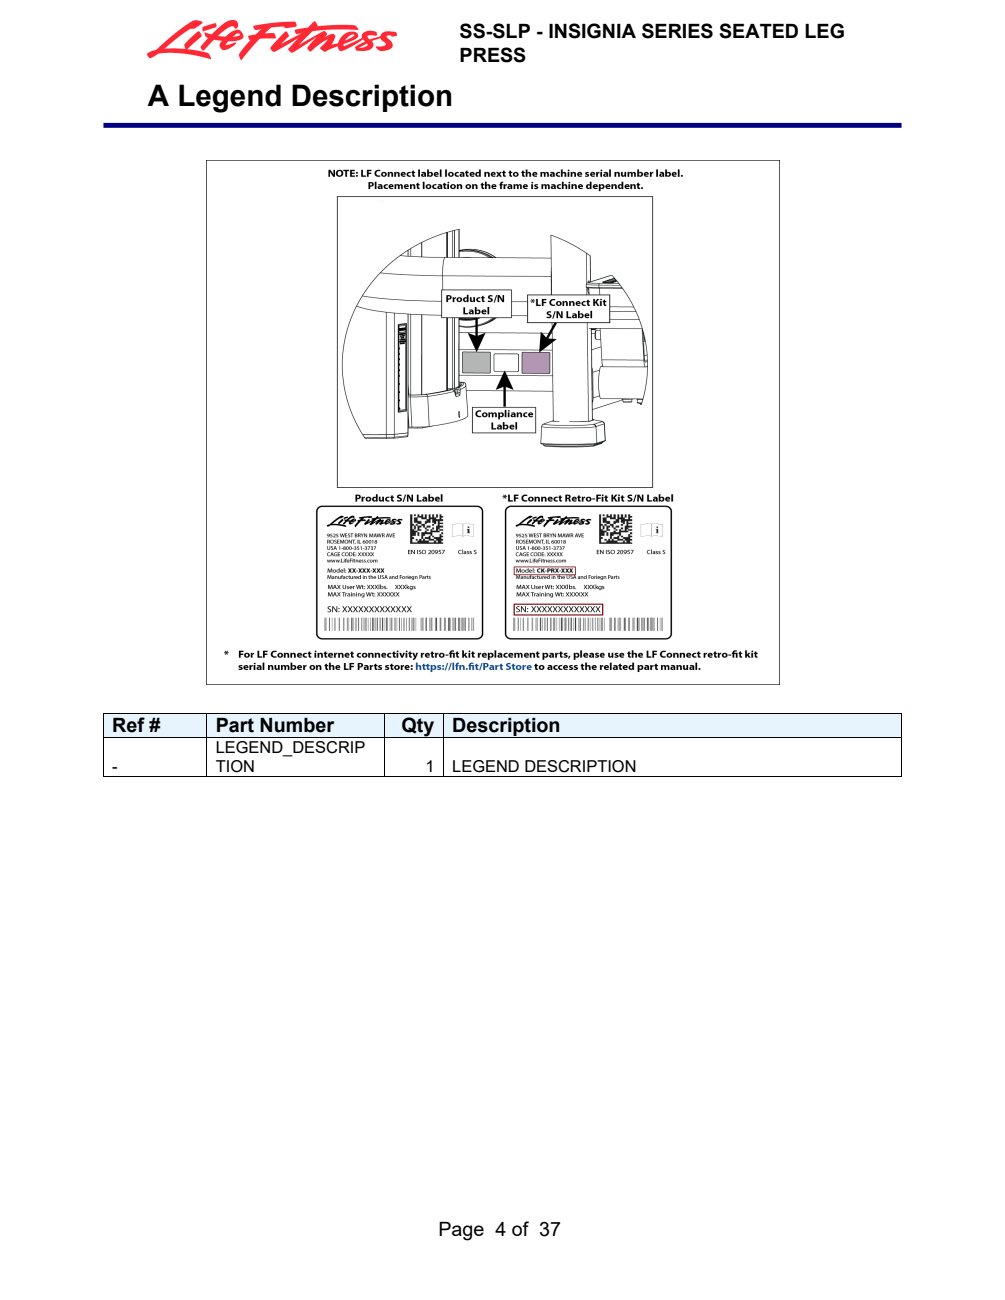 Life Fitness
SS-SLP - INSIGNIA SERIES SEATED LEG
PRESS
A Legend Description
NOTE: LF Connect label located next to the machine serial number label.
Placement location on the frame is machine dependent.
Product S/N
Label
*LF Connect Kit
S/N Label
Compliance
Label
Product S/N Label
Life Fitness
9525 WEST BRYN MAWR AVE
ROSEMONT, IL 60018
USA 1-800-351-3737
CAGE CODE: XXXXX
www.LifeFitness.com
EN ISO 20957 Class S
Model: XX-XXX-XXX
Manufactured in the USA and Foriegn Parts
MAX User Wt: XXXlbs. XXXkgs
MAX Training Wt: XXXXXX
SN: XXXXXXXXXXXXX
*LF Connect Retro-Fit Kit S/N Label
Life Fitness
9525 WEST BRYN MAWR AVE
ROSEMONT, IL 60018
USA 1-800-351-3737
CAGE CODE: XXXXX
www.LifeFitness.com
EN ISO 20957 Class S
Model: CK-PRX-XXX
Manufactured in the USA and Foriegn Parts
MAX User Wt: XXXlbs. XXXkgs
MAX Training Wt: XXXXXX
SN: XXXXXXXXXXXXX
* For LF Connect internet connectivity retro-fit kit replacement parts, please use the LF Connect retro-fit kit
serial number on the LF Parts store: https://lfn.fit/Part Store to access the related part manual.
Ref # Part Number Qty Description
LEGEND_DESCRIP
- TION 1 LEGEND DESCRIPTION
Page 4 of 37